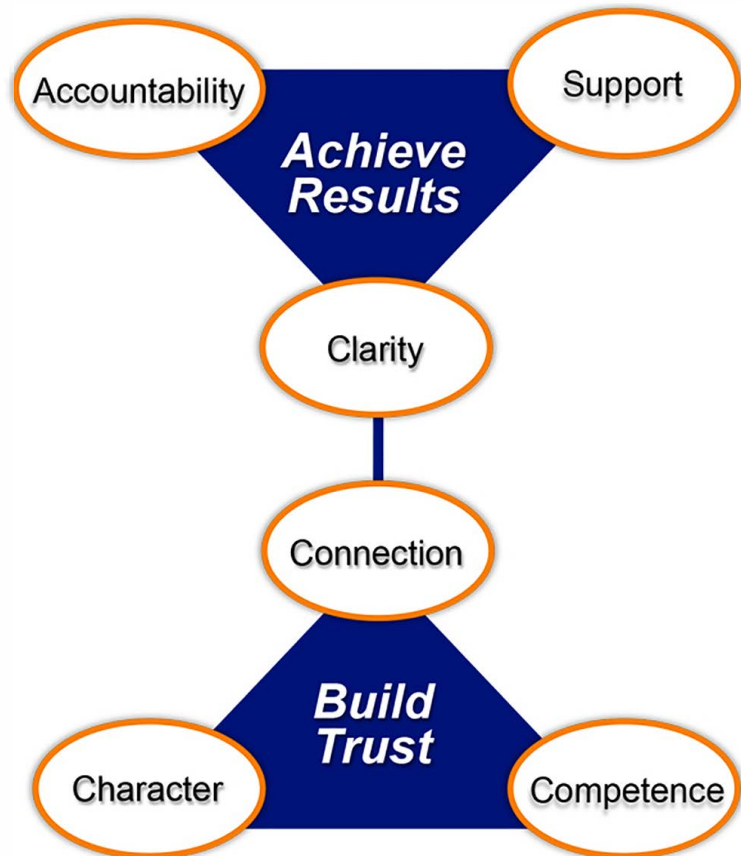 Accountability
Support
Achieve
Results
Clarity
Connection
Build
Trust
Character
Competence